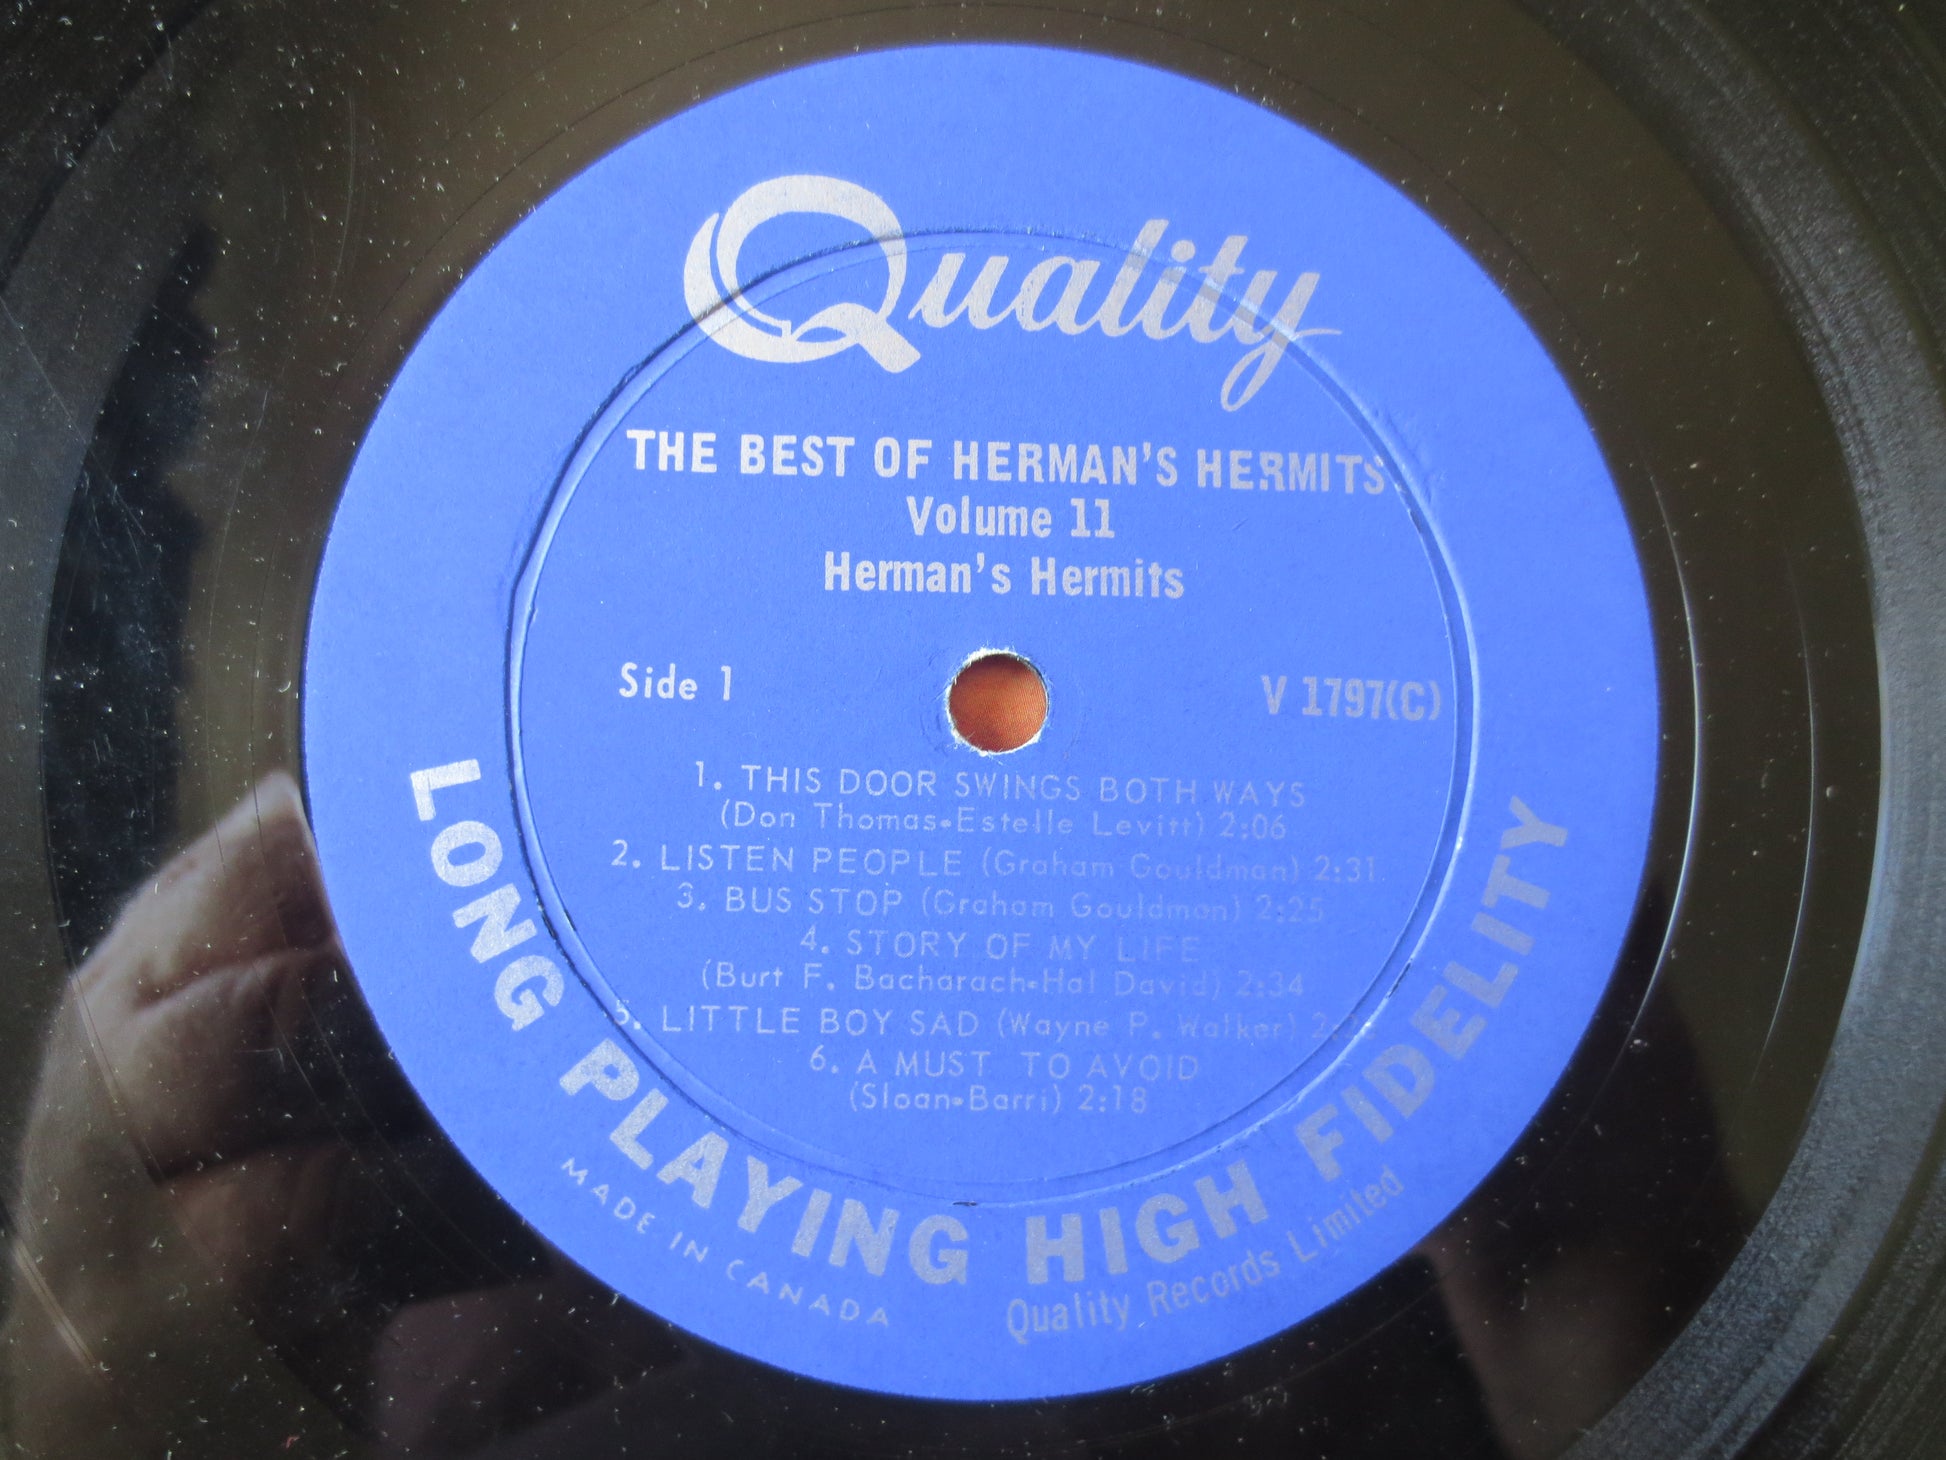 Quality
THE BEST OF HERMAN'S HERMITS
Volume 11
Herman's Hermits
Side 1
V 1797(C)
1. THIS DOOR SWINGS BOTH WAYS
(Don Thomas-Estelle Levitt) 2:06
2. LISTEN PEOPLE (Graham Gouldman) 2:31
3. BUS STOP (Graham Gouldman) 2:25
4. STORY OF MY LIFE
(Burt F. Bacharach-Hal David) 2:34
5. LITTLE BOY SAD (Wayne P. Walker)
6. A MUST TO AVOID
(Sloan-Barri) 2:18
LONG PLAYING HIGH FIDELITY
MADE IN CANADA
Quality Records Limited